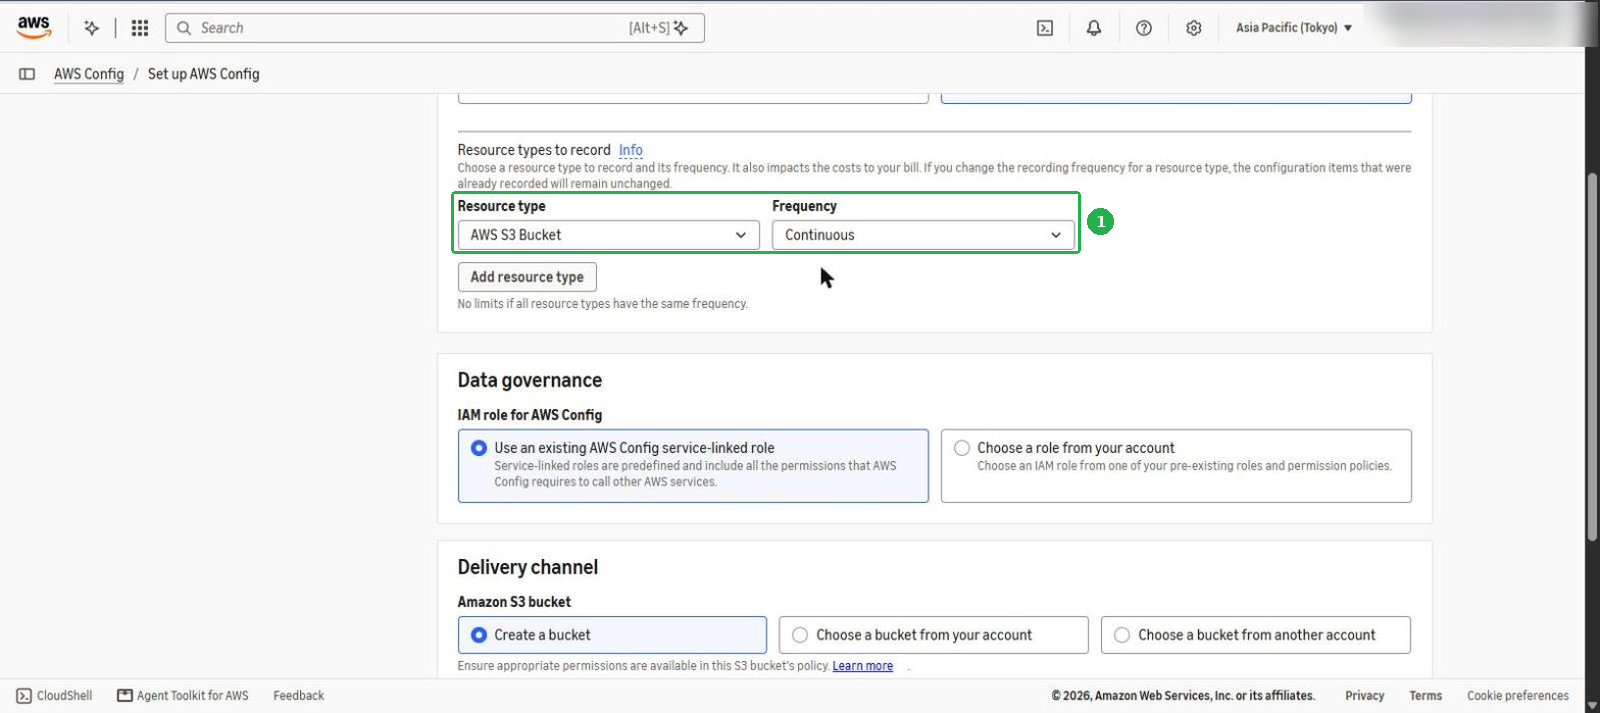 aws
Search [Alt+S]
Asia Pacific (Tokyo)
AWS Config / Set up AWS Config
Resource types to record Info
Choose a resource type to record and its frequency. It also impacts the costs to your bill. If you change the recording frequency for a resource type, the configuration items that were
already recorded will remain unchanged.
Resource type Frequency
AWS S3 Bucket Continuous
1
Add resource type
No limits if all resource types have the same frequency.
Data governance
IAM role for AWS Config
Use an existing AWS Config service-linked role
Service-linked roles are predefined and include all the permissions that AWS
Config requires to call other AWS services.
Choose a role from your account
Choose an IAM role from one of your pre-existing roles and permission policies.
Delivery channel
Amazon S3 bucket
Create a bucket Choose a bucket from your account Choose a bucket from another account
Ensure appropriate permissions are available in this S3 bucket's policy. Learn more
CloudShell Agent Toolkit for AWS Feedback © 2026, Amazon Web Services, Inc. or its affiliates. Privacy Terms Cookie preferences